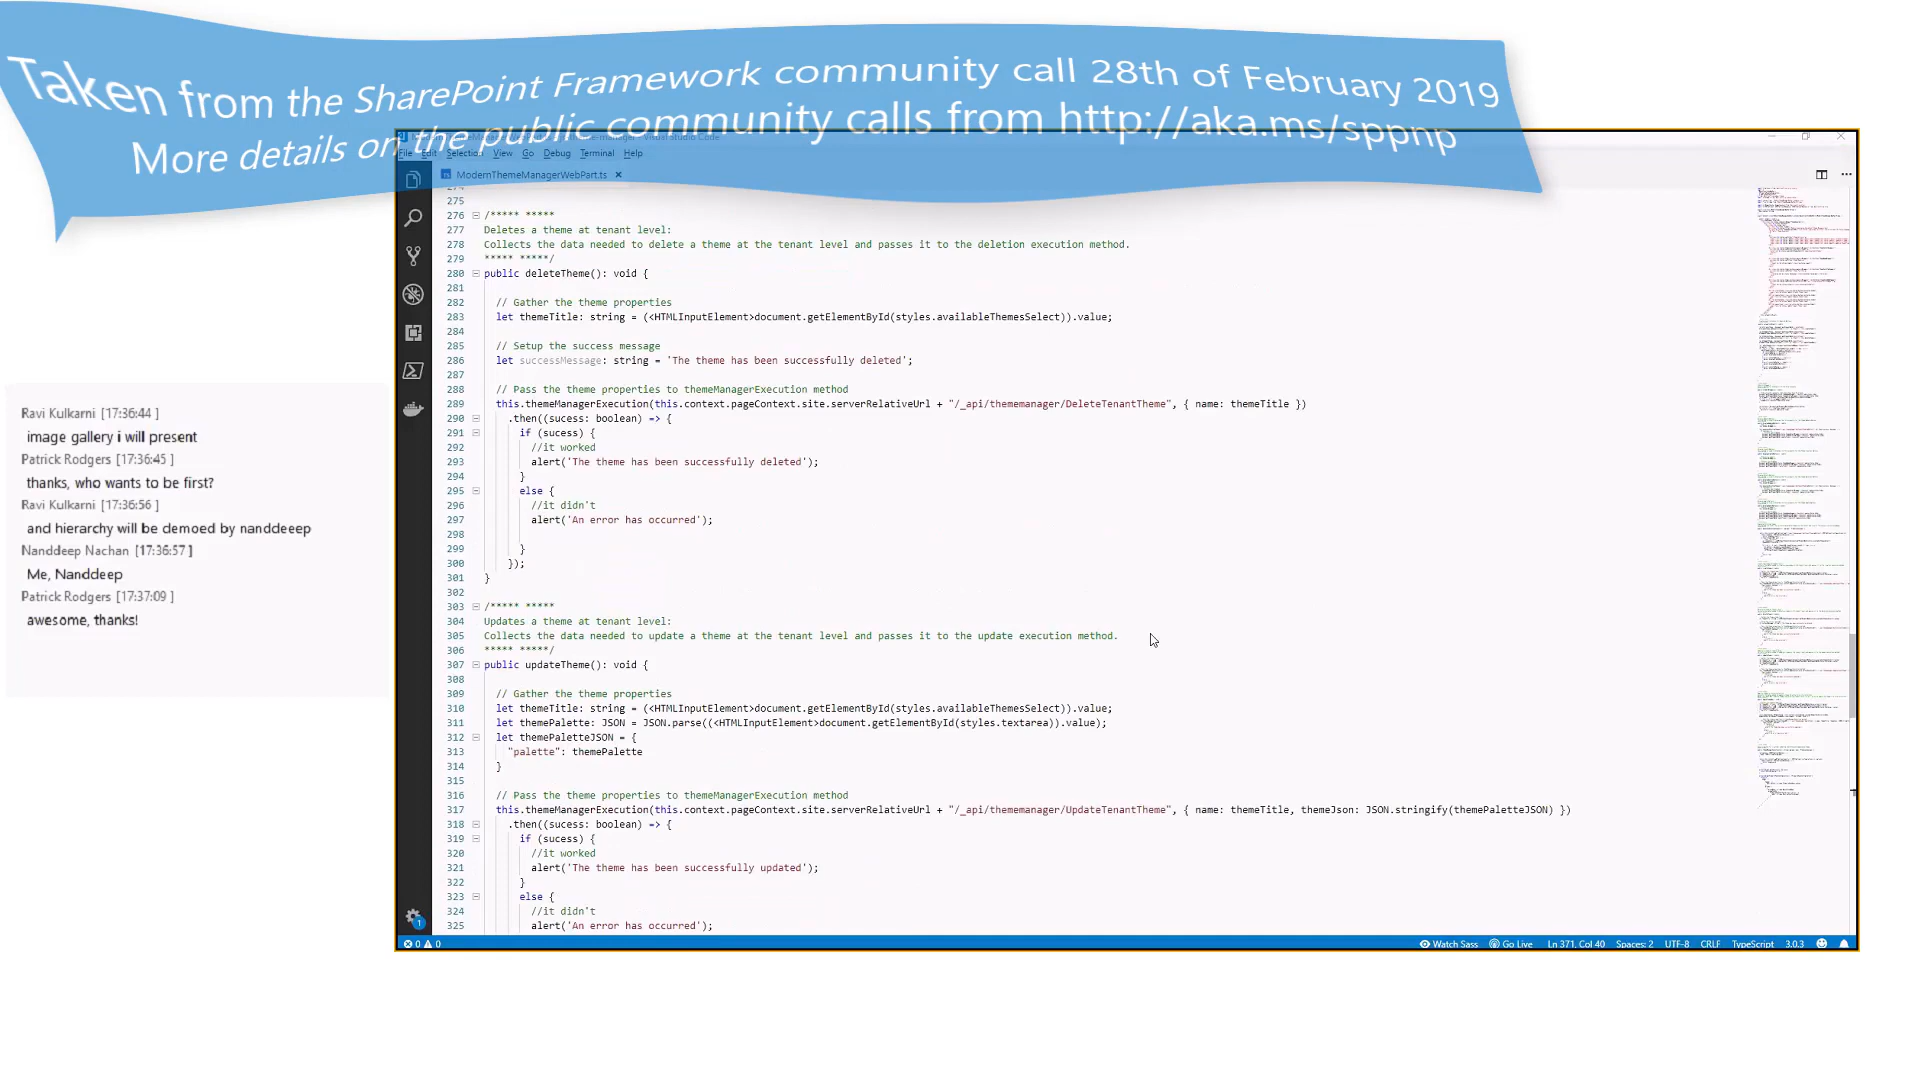 Taken from the SharePoint Framework community call 28th of February 2019
More details on the public community calls from http://aka.ms/sppnp
File Edit Selection View Go Debug Terminal Help
ModernThemeManagerWebPart.ts
Ravi Kulkarni [17:36:44 ]
image gallery i will present
Patrick Rodgers [17:36:45 ]
thanks, who wants to be first?
Ravi Kulkarni [17:36:56 ]
and hierarchy will be demoed by nanddeeep
Nanddeep Nachan [17:36:57 ]
Me, Nanddeep
Patrick Rodgers [17:37:09 ]
awesome, thanks!
274
275
276 /***** *****
277 Deletes a theme at tenant level:
278 Collects the data needed to delete a theme at the tenant level and passes it to the deletion execution method.
279 ***** *****/
280 public deleteTheme(): void {
281
282 // Gather the theme properties
283 let themeTitle: string = (<HTMLInputElement>document.getElementById(styles.availableThemesSelect)).value;
284
285 // Setup the success message
286 let successMessage: string = 'The theme has been successfully deleted';
287
288 // Pass the theme properties to themeManagerExecution method
289 this.themeManagerExecution(this.context.pageContext.site.serverRelativeUrl + "/_api/thememanager/DeleteTenantTheme", { name: themeTitle })
290 .then((sucess: boolean) => {
291 if (sucess) {
292 //it worked
293 alert('The theme has been successfully deleted');
294 }
295 else {
296 //it didn't
297 alert('An error has occurred');
298
299 }
300 });
301 }
302
303 /***** *****
304 Updates a theme at tenant level:
305 Collects the data needed to update a theme at the tenant level and passes it to the update execution method.
306 ***** *****/
307 public updateTheme(): void {
308
309 // Gather the theme properties
310 let themeTitle: string = (<HTMLInputElement>document.getElementById(styles.availableThemesSelect)).value;
311 let themePalette: JSON = JSON.parse((<HTMLInputElement>document.getElementById(styles.textarea)).value);
312 let themePaletteJSON = {
313 "palette": themePalette
314 }
315
316 // Pass the theme properties to themeManagerExecution method
317 this.themeManagerExecution(this.context.pageContext.site.serverRelativeUrl + "/_api/thememanager/UpdateTenantTheme", { name: themeTitle, themeJson: JSON.stringify(themePaletteJSON) })
318 .then((sucess: boolean) => {
319 if (sucess) {
320 //it worked
321 alert('The theme has been successfully updated');
322 }
323 else {
324 //it didn't
325 alert('An error has occurred');
1
0 0 Watch Sass Go Live Ln 371, Col 40 Spaces: 2 UTF-8 CRLF TypeScript 3.0.3